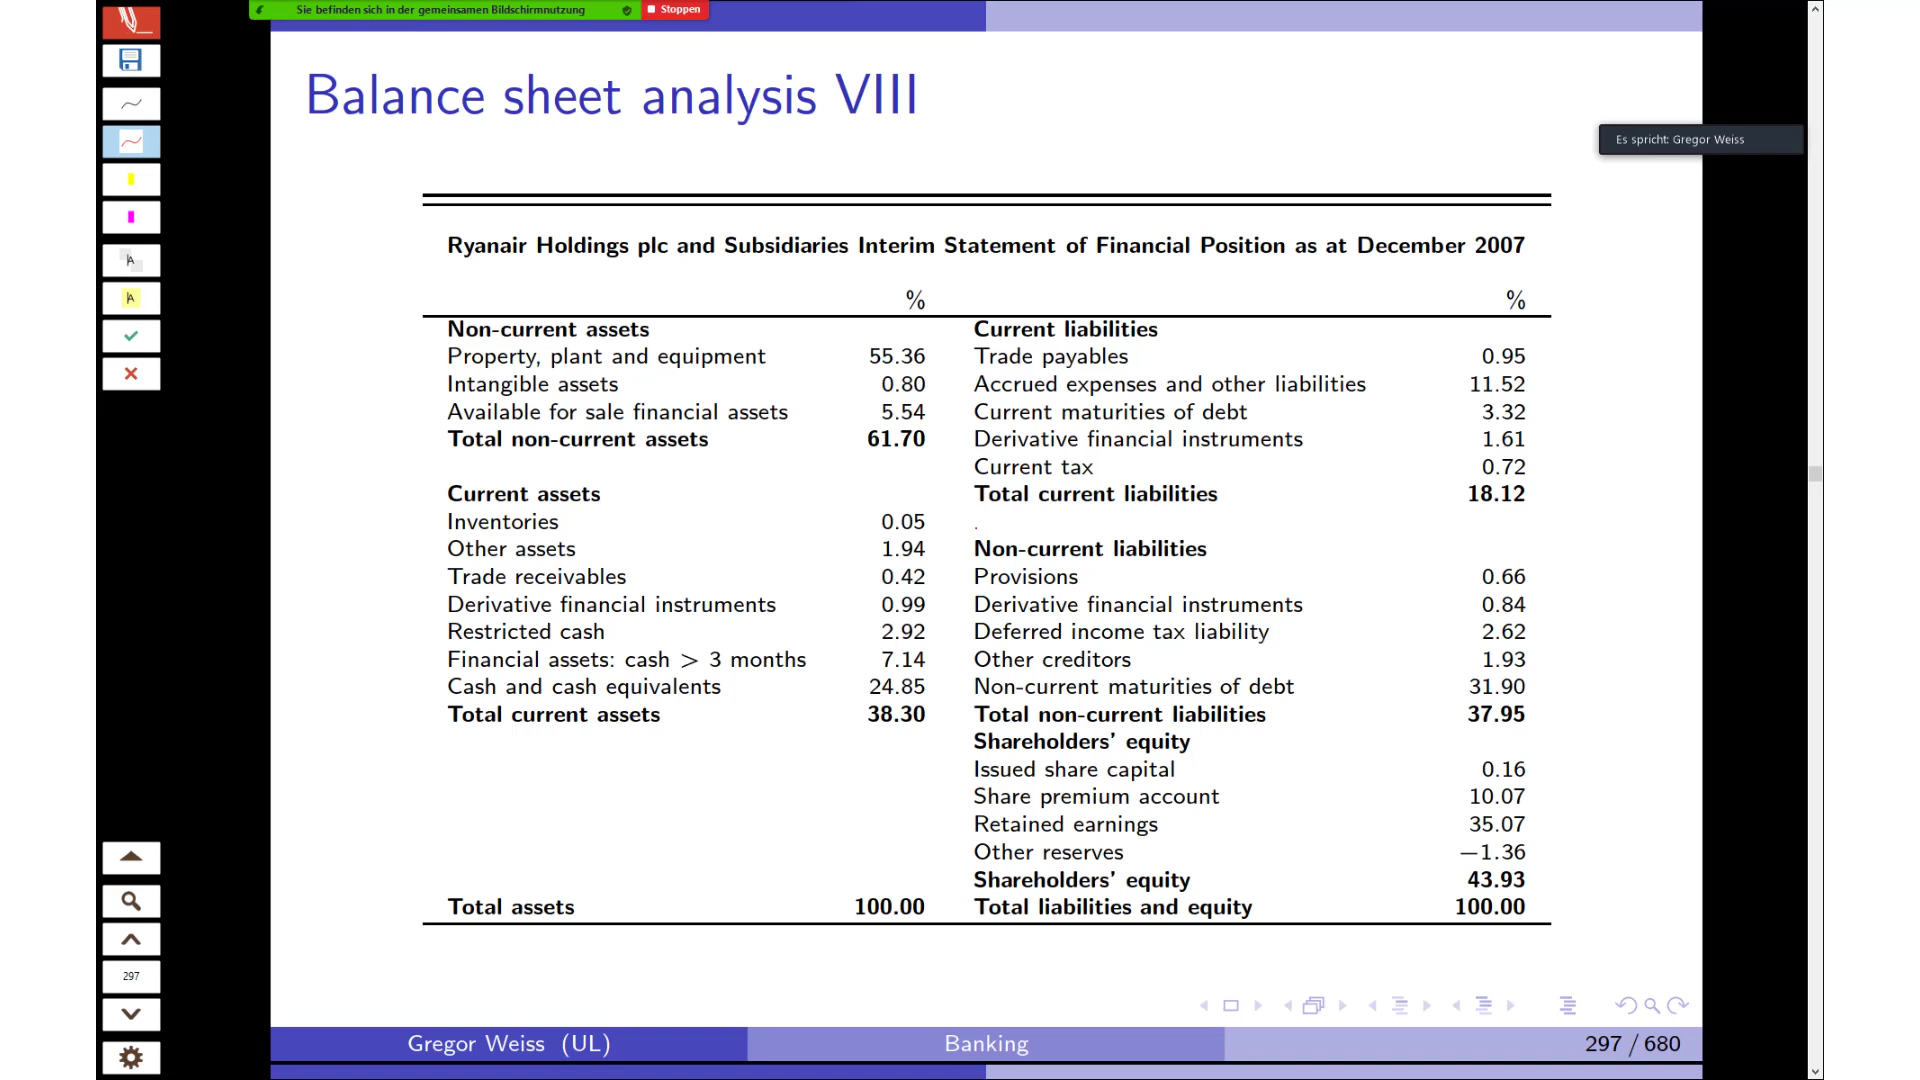 Sie befinden sich in der gemeinsamen Bildschirmnutzung
Stoppen
Balance sheet analysis VIII
Es spricht: Gregor Weiss
Ryanair Holdings plc and Subsidiaries Interim Statement of Financial Position as at December 2007
% %
Non-current assets Current liabilities
Property, plant and equipment 55.36 Trade payables 0.95
Intangible assets 0.80 Accrued expenses and other liabilities 11.52
Available for sale financial assets 5.54 Current maturities of debt 3.32
Total non-current assets 61.70 Derivative financial instruments 1.61
Current tax 0.72
Current assets Total current liabilities 18.12
Inventories 0.05
Other assets 1.94 Non-current liabilities
Trade receivables 0.42 Provisions 0.66
Derivative financial instruments 0.99 Derivative financial instruments 0.84
Restricted cash 2.92 Deferred income tax liability 2.62
Financial assets: cash > 3 months 7.14 Other creditors 1.93
Cash and cash equivalents 24.85 Non-current maturities of debt 31.90
Total current assets 38.30 Total non-current liabilities 37.95
Shareholders' equity
Issued share capital 0.16
Share premium account 10.07
Retained earnings 35.07
Other reserves −1.36
Shareholders' equity 43.93
Total assets 100.00 Total liabilities and equity 100.00
297
Gregor Weiss (UL) Banking 297 / 680